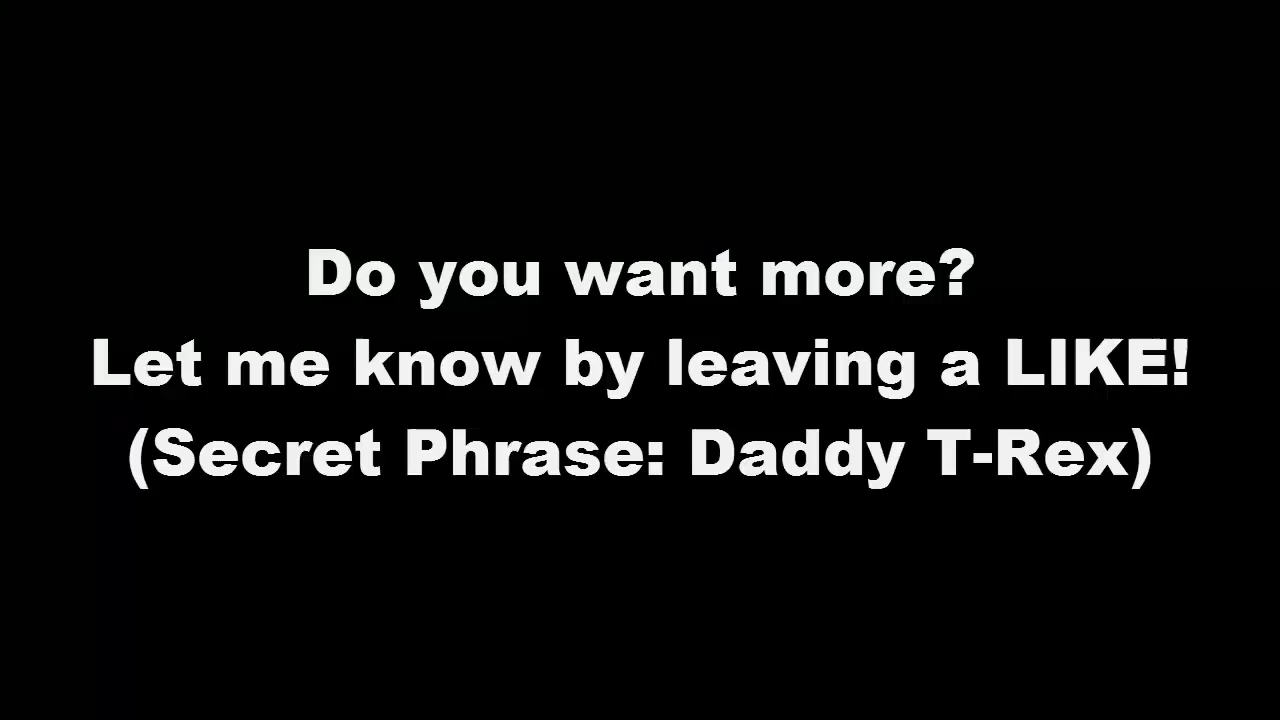 Do you want more?
Let me know by leaving a LIKE!
(Secret Phrase: Daddy T-Rex)